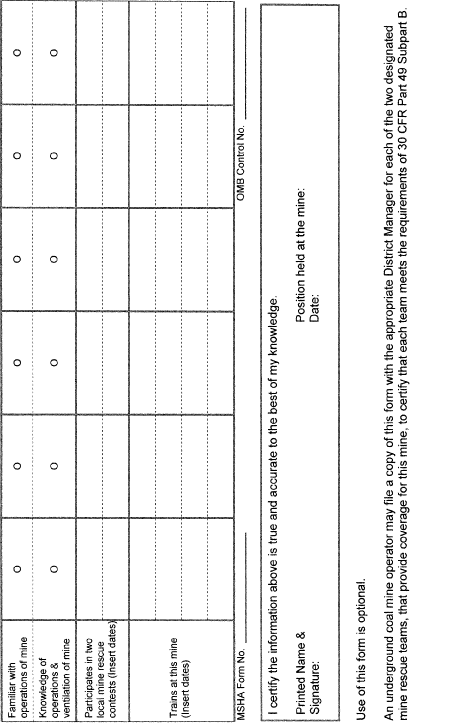 Familiar with
operations of mine
O O O O O O
Knowledge of
operations &
ventilation of mine
O O O O O O
Participates in two
local mine rescue
contests (Insert dates)
Trains at this mine
(Insert dates)
MSHA Form No. ____________ OMB Control No. ____________
I certify the information above is true and accurate to the best of my knowledge.
Printed Name & Position held at the mine:
Signature: Date:
Use of this form is optional.
An underground coal mine operator may file a copy of this form with the appropriate District Manager for each of the two designated
mine rescue teams, that provide coverage for this mine, to certify that each team meets the requirements of 30 CFR Part 49 Subpart B.